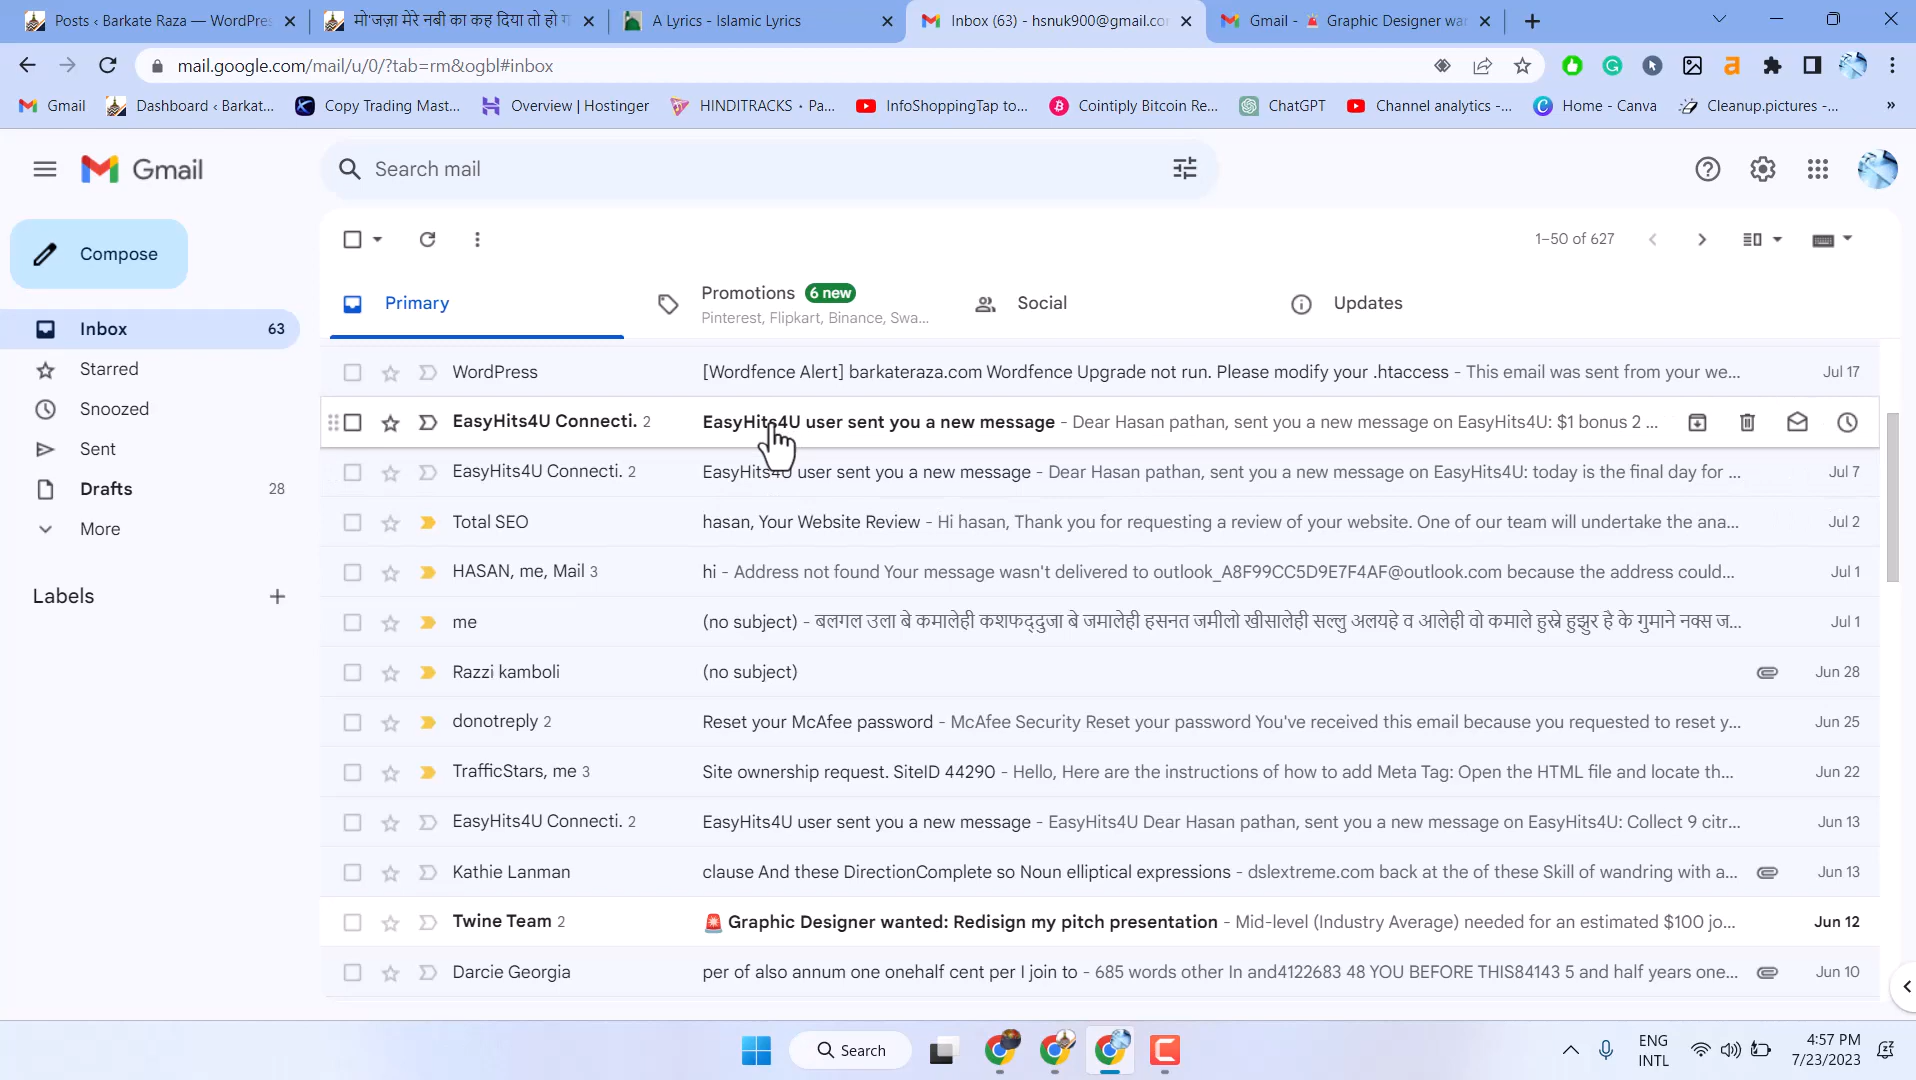 Posts ‹ Barkate Raza — WordPres
मो'जज़ा मेरे नबी का कह दिया तो हो ग
A Lyrics - Islamic Lyrics
Inbox (63) - hsnuk900@gmail.co
Gmail - 🚨 Graphic Designer wa
mail.google.com/mail/u/0/?tab=rm&ogbl#inbox
Gmail
Dashboard ‹ Barkat...
Copy Trading Mast...
Overview | Hostinger
HINDITRACKS • Pa...
InfoShoppingTap to...
Cointiply Bitcoin Re...
ChatGPT
Channel analytics -...
Home - Canva
Cleanup.pictures -...
»
Gmail
Search mail
Compose
1–50 of 627
Primary
Promotions 6 new
Pinterest, Flipkart, Binance, Swa...
Social
Updates
Inbox 63
Starred
Snoozed
Sent
Drafts 28
More
Labels
WordPress [Wordfence Alert] barkateraza.com Wordfence Upgrade not run. Please modify your .htaccess - This email was sent from your we... Jul 17
EasyHits4U Connecti. 2 EasyHits4U user sent you a new message - Dear Hasan pathan, sent you a new message on EasyHits4U: $1 bonus 2 ...
EasyHits4U Connecti. 2 EasyHits4U user sent you a new message - Dear Hasan pathan, sent you a new message on EasyHits4U: today is the final day for ... Jul 7
Total SEO hasan, Your Website Review - Hi hasan, Thank you for requesting a review of your website. One of our team will undertake the ana... Jul 2
HASAN, me, Mail 3 hi - Address not found Your message wasn't delivered to outlook_A8F99CC5D9E7F4AF@outlook.com because the address could... Jul 1
me (no subject) - बलगल उला बे कमालेही कशफद्दुजा बे जमालेही हसनत जमीलो खीसालेही सल्लु अलयहे व आलेही वो कमाले हुस्ने हुझुर है के गुमाने नक्स ज... Jul 1
Razzi kamboli (no subject) Jun 28
donotreply 2 Reset your McAfee password - McAfee Security Reset your password You've received this email because you requested to reset y... Jun 25
TrafficStars, me 3 Site ownership request. SiteID 44290 - Hello, Here are the instructions of how to add Meta Tag: Open the HTML file and locate th... Jun 22
EasyHits4U Connecti. 2 EasyHits4U user sent you a new message - EasyHits4U Dear Hasan pathan, sent you a new message on EasyHits4U: Collect 9 citr... Jun 13
Kathie Lanman clause And these DirectionComplete so Noun elliptical expressions - dslextreme.com back at the of these Skill of wandring with a... Jun 13
Twine Team 2 🚨 Graphic Designer wanted: Redisign my pitch presentation - Mid-level (Industry Average) needed for an estimated $100 jo... Jun 12
Darcie Georgia per of also annum one onehalf cent per I join to - 685 words other In and4122683 48 YOU BEFORE THIS84143 5 and half years one... Jun 10
Search
ENG
INTL
4:57 PM
7/23/2023